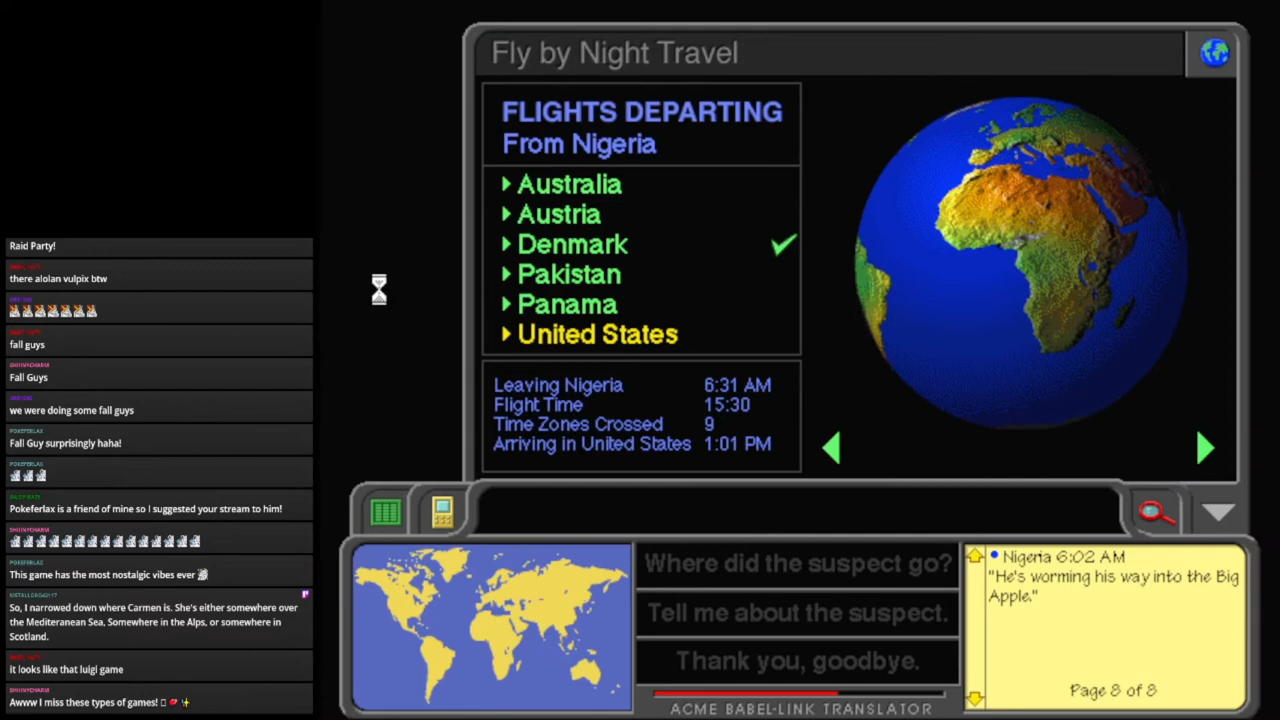 Fly by Night Travel
FLIGHTS DEPARTING
From Nigeria
Australia
Austria
Denmark
Pakistan
Panama
United States
Leaving Nigeria 6:31 AM
Flight Time 15:30
Time Zones Crossed 9
Arriving in United States 1:01 PM
Raid Party!
there alolan vulpix btw
fall guys
Fall Guys
we were doing some fall guys
POKEFERLAX
Fall Guy surprisingly haha!
POKEFERLAX
Pokeferlax is a friend of mine so I suggested your stream to him!
POKEFERLAX
This game has the most nostalgic vibes ever
So, I narrowed down where Carmen is. She's either somewhere over
the Mediteranean Sea, Somewhere in the Alps, or somewhere in
Scotland.
it looks like that luigi game
Awww I miss these types of games!
Where did the suspect go?
Tell me about the suspect.
Thank you, goodbye.
ACME BABEL-LINK TRANSLATOR
Nigeria 6:02 AM
"He's worming his way into the Big
Apple."
Page 8 of 8